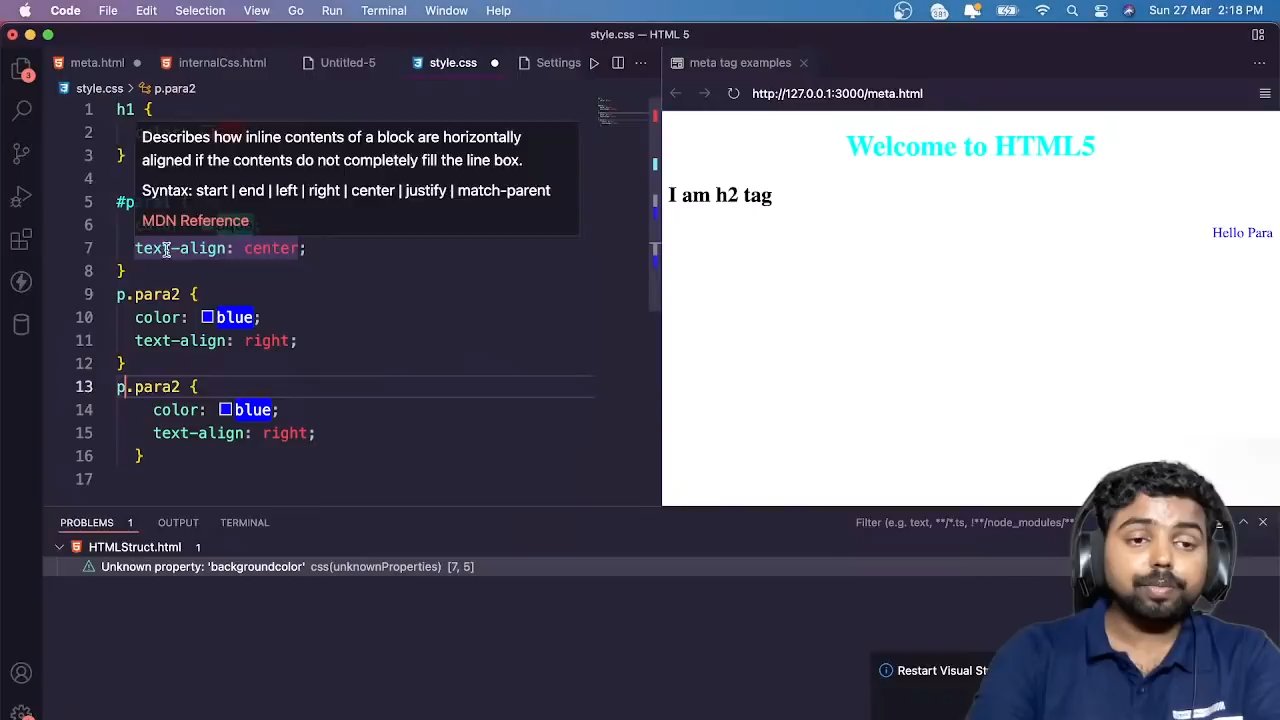 Code File Edit Selection View Go Run Terminal Window Help 381 Sun 27 Mar 2:18 PM
style.css — HTML 5
meta.html internalCss.html Untitled-5 style.css Settings
style.css > p.para2
1 h1 {
2
3 }
4
5
6
7 text-align: center;
8 }
9 p.para2 {
10 color: blue;
11 text-align: right;
12 }
13 p.para2 {
14 color: blue;
15 text-align: right;
16 }
17
Describes how inline contents of a block are horizontally
aligned if the contents do not completely fill the line box.
Syntax: start | end | left | right | center | justify | match-parent
MDN Reference
3
meta tag examples
http://127.0.0.1:3000/meta.html
Welcome to HTML5
I am h2 tag
Hello Para
PROBLEMS 1 OUTPUT TERMINAL Filter (e.g. text, **/*.ts, !**/node_modules/**
HTMLStruct.html 1
Unknown property: 'backgroundcolor' css(unknownProperties) [7, 5]
Restart Visual